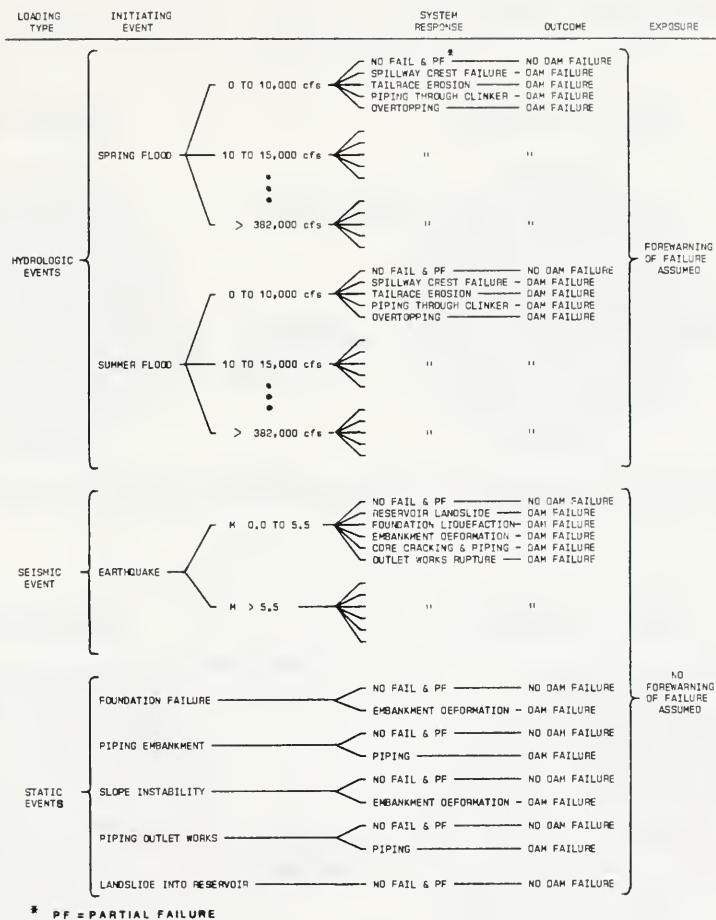 LOADING TYPE INITIATING EVENT SYSTEM RESPONSE OUTCOME EXPOSURE
NO FAIL & PF* NO DAM FAILURE
SPILLWAY CREST FAILURE - DAM FAILURE
0 TO 10,000 cfs TAILRACE EROSION DAM FAILURE
PIPING THROUGH CLINKER - DAM FAILURE
OVERTOPPING DAM FAILURE
SPRING FLOOD 10 TO 15,000 cfs " "
> 382,000 cfs " "
HYDROLOGIC EVENTS
FOREWARNING OF FAILURE ASSUMED
NO FAIL & PF NO DAM FAILURE
SPILLWAY CREST FAILURE - DAM FAILURE
0 TO 10,000 cfs TAILRACE EROSION DAM FAILURE
PIPING THROUGH CLINKER - DAM FAILURE
OVERTOPPING DAM FAILURE
SUMMER FLOOD 10 TO 15,000 cfs " "
> 382,000 cfs " "
NO FAIL & PF NO DAM FAILURE
RESERVOIR LANDSLIDE DAM FAILURE
M 0.0 TO 5.5 FOUNDATION LIQUEFACTION- DAM FAILURE
EMBANKMENT DEFORMATION - DAM FAILURE
CORE CRACKING & PIPING - DAM FAILURE
OUTLET WORKS RUPTURE DAM FAILURE
SEISMIC EVENT EARTHQUAKE
M > 5.5 " "
NO FOREWARNING OF FAILURE ASSUMED
NO FAIL & PF NO DAM FAILURE
FOUNDATION FAILURE
EMBANKMENT DEFORMATION - DAM FAILURE
NO FAIL & PF NO DAM FAILURE
PIPING EMBANKMENT
PIPING DAM FAILURE
NO FAIL & PF NO DAM FAILURE
STATIC EVENTS SLOPE INSTABILITY
EMBANKMENT DEFORMATION - DAM FAILURE
NO FAIL & PF NO DAM FAILURE
PIPING OUTLET WORKS
PIPING DAM FAILURE
LANDSLIDE INTO RESERVOIR NO FAIL & PF NO DAM FAILURE
* PF = PARTIAL FAILURE